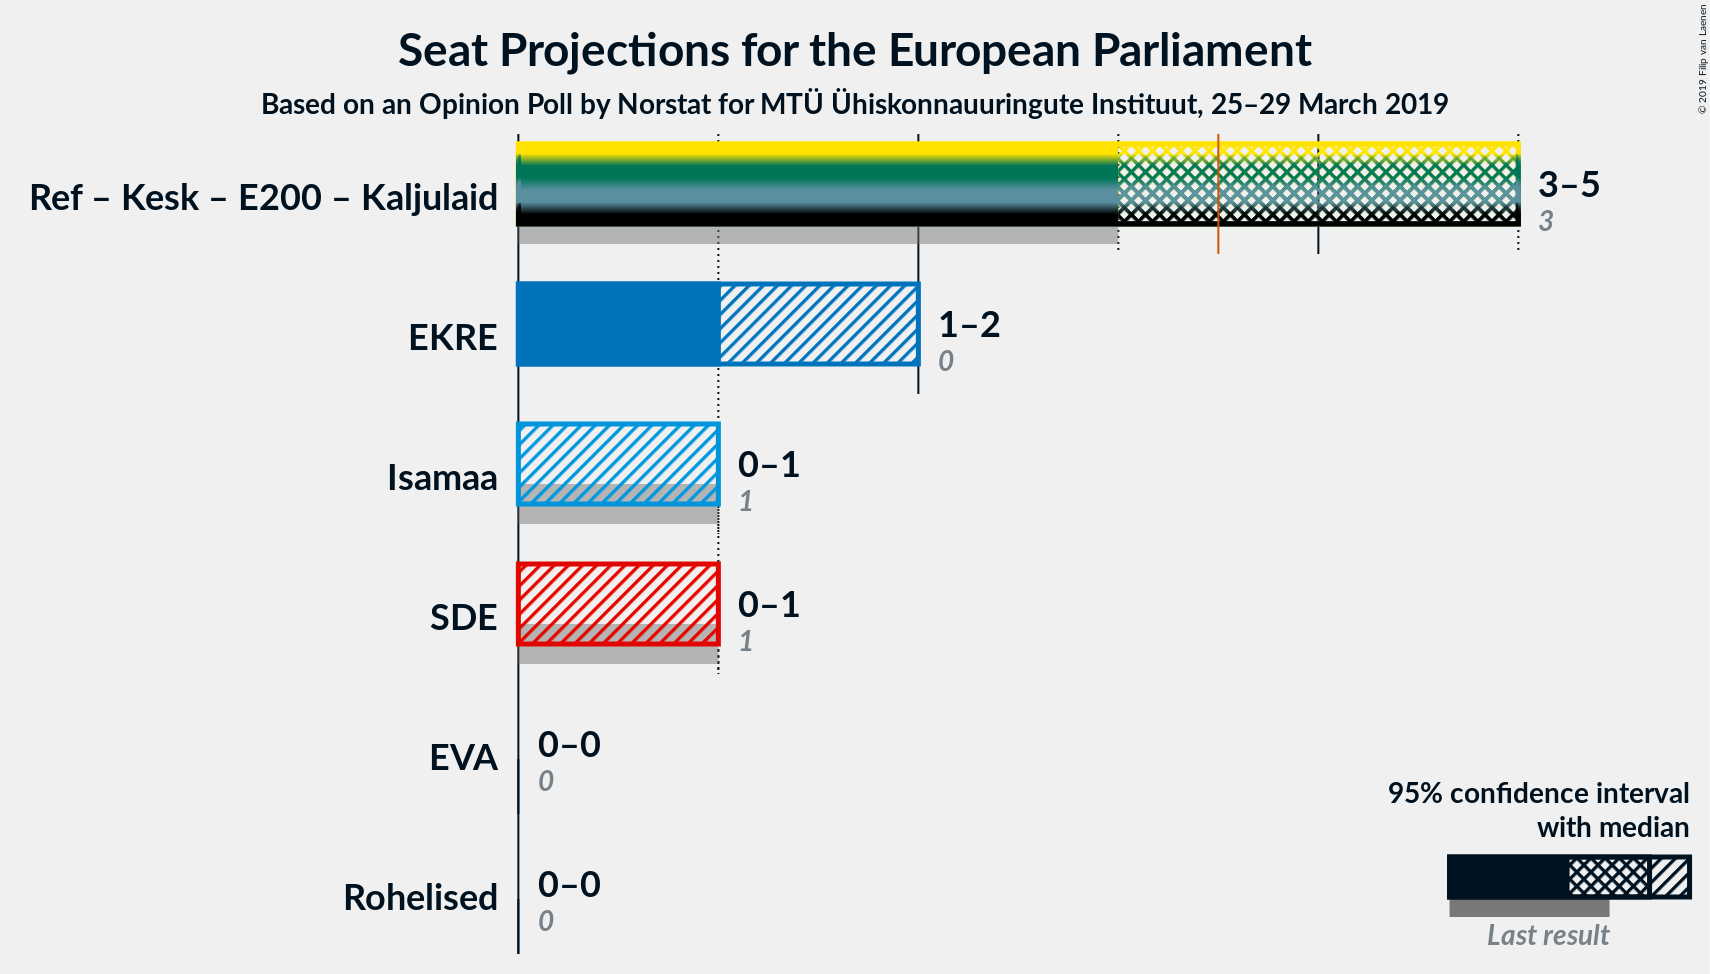 Seat Projections for the European Parliament
Based on an Opinion Poll by Norstat for MTÜ Ühiskonnauuringute Instituut, 25–29 March 2019
© 2019 Filip van Laenen
Ref – Kesk – E200 – Kaljulaid
3–5
3
EKRE
1–2
0
Isamaa
0–1
1
SDE
0–1
1
EVA
0–0
0
Rohelised
0–0
0
95% confidence interval
with median
Last result